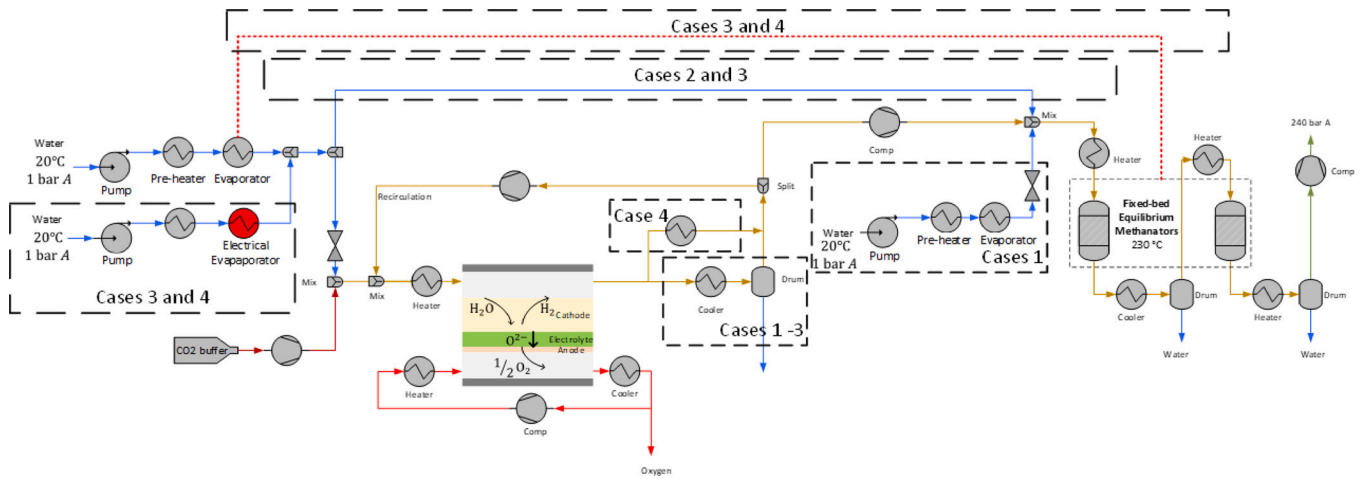 Cases 3 and 4
Cases 2 and 3
Water
20°C
1 bar A
Pump
Pre-heater
Evaporator
Water
20°C
1 bar A
Pump
Electrical
Evapaporator
Cases 3 and 4
CO2 buffer
Mix
Mix
Recirculation
Heater
H₂O
H₂
Cathode
O²⁻
Electrolyte
Anode
1/2 O₂
Heater
Cooler
Comp
Oxygen
Case 4
Cooler
Drum
Cases 1 -3
Split
Comp
Mix
Water
20°C
1 bar A
Pump
Pre-heater
Evaporator
Cases 1
Heater
Fixed-bed
Equilibrium
Methanators
230 °C
Heater
Cooler
Drum
Water
Heater
Drum
Water
240 bar A
Comp